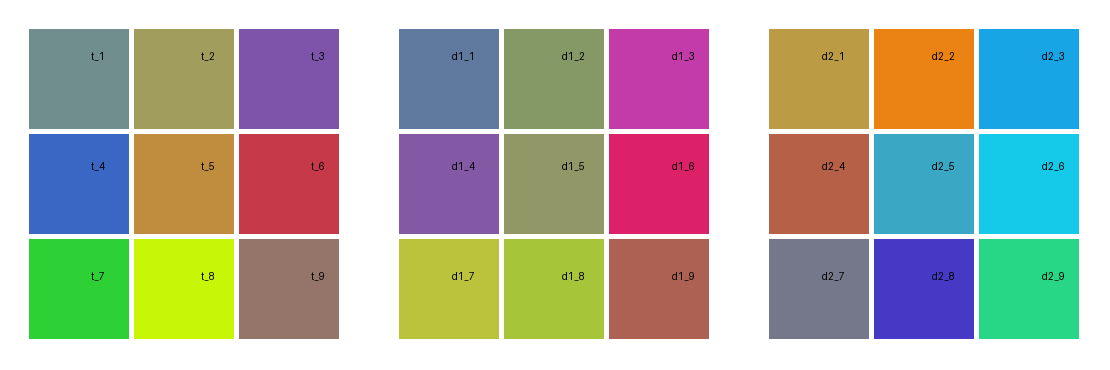 t_1 t_2 t_3 d1_1 d1_2 d1_3 d2_1 d2_2 d2_3
t_4 t_5 t_6 d1_4 d1_5 d1_6 d2_4 d2_5 d2_6
t_7 t_8 t_9 d1_7 d1_8 d1_9 d2_7 d2_8 d2_9